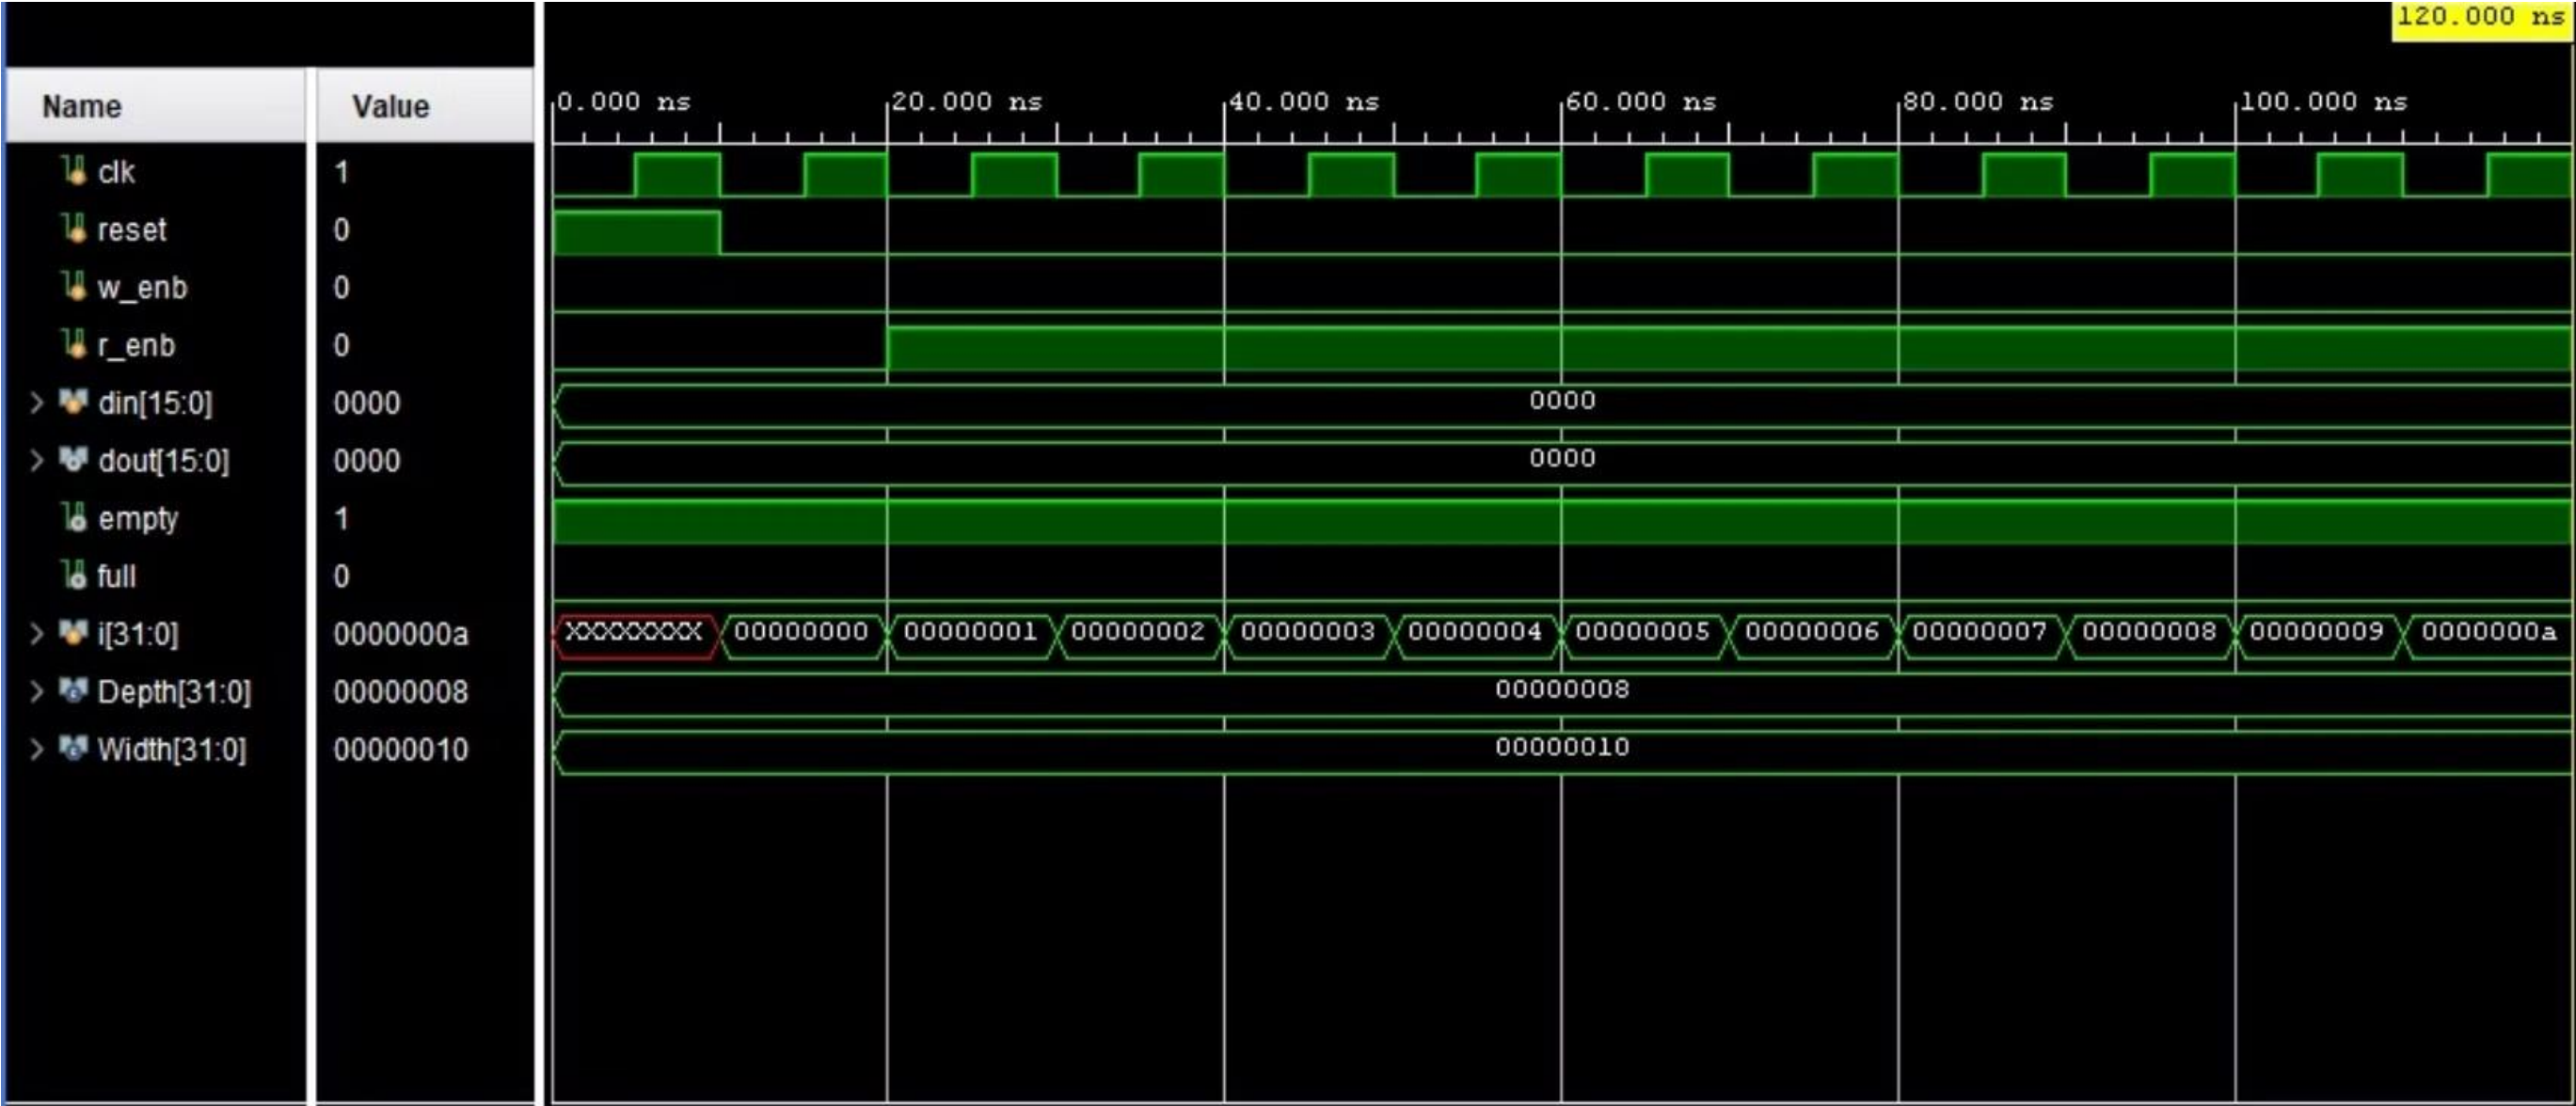 120.000 ns
Name Value
0.000 ns 20.000 ns 40.000 ns 60.000 ns 80.000 ns 100.000 ns
clk 1
reset 0
w_enb 0
r_enb 0
din[15:0] 0000 0000
dout[15:0] 0000 0000
empty 1
full 0
i[31:0] 0000000a XXXXXXXX 00000000 00000001 00000002 00000003 00000004 00000005 00000006 00000007 00000008 00000009 0000000a
Depth[31:0] 00000008 00000008
Width[31:0] 00000010 00000010